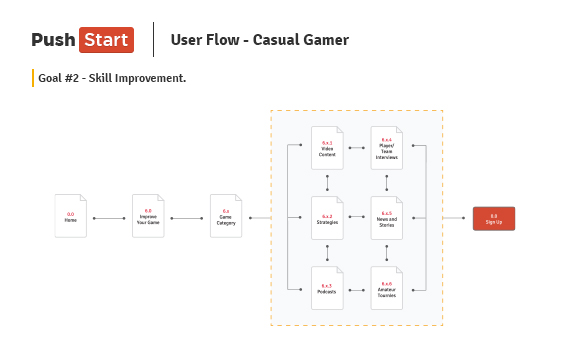 Push Start
User Flow - Casual Gamer
Goal #2 - Skill Improvement.
0.0
Home
6.0
Improve
Your Game
6.x
Game
Category
6.x.1
Video
Content
6.x.4
Player/
Team
Interviews
6.x.2
Strategies
6.x.5
News and
Stories
6.x.3
Podcasts
6.x.6
Amateur
Tournies
Sign Up